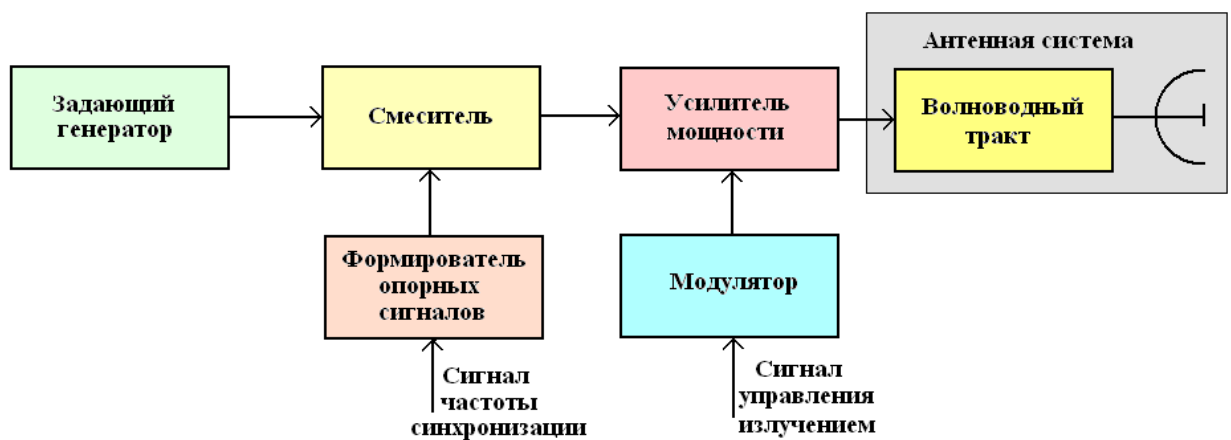 Антенная система
Задающий
генератор
Смеситель
Усилитель
мощности
Волноводный
тракт
Формирователь
опорных
сигналов
Модулятор
Сигнал
частоты
синхронизации
Сигнал
управления
излучением